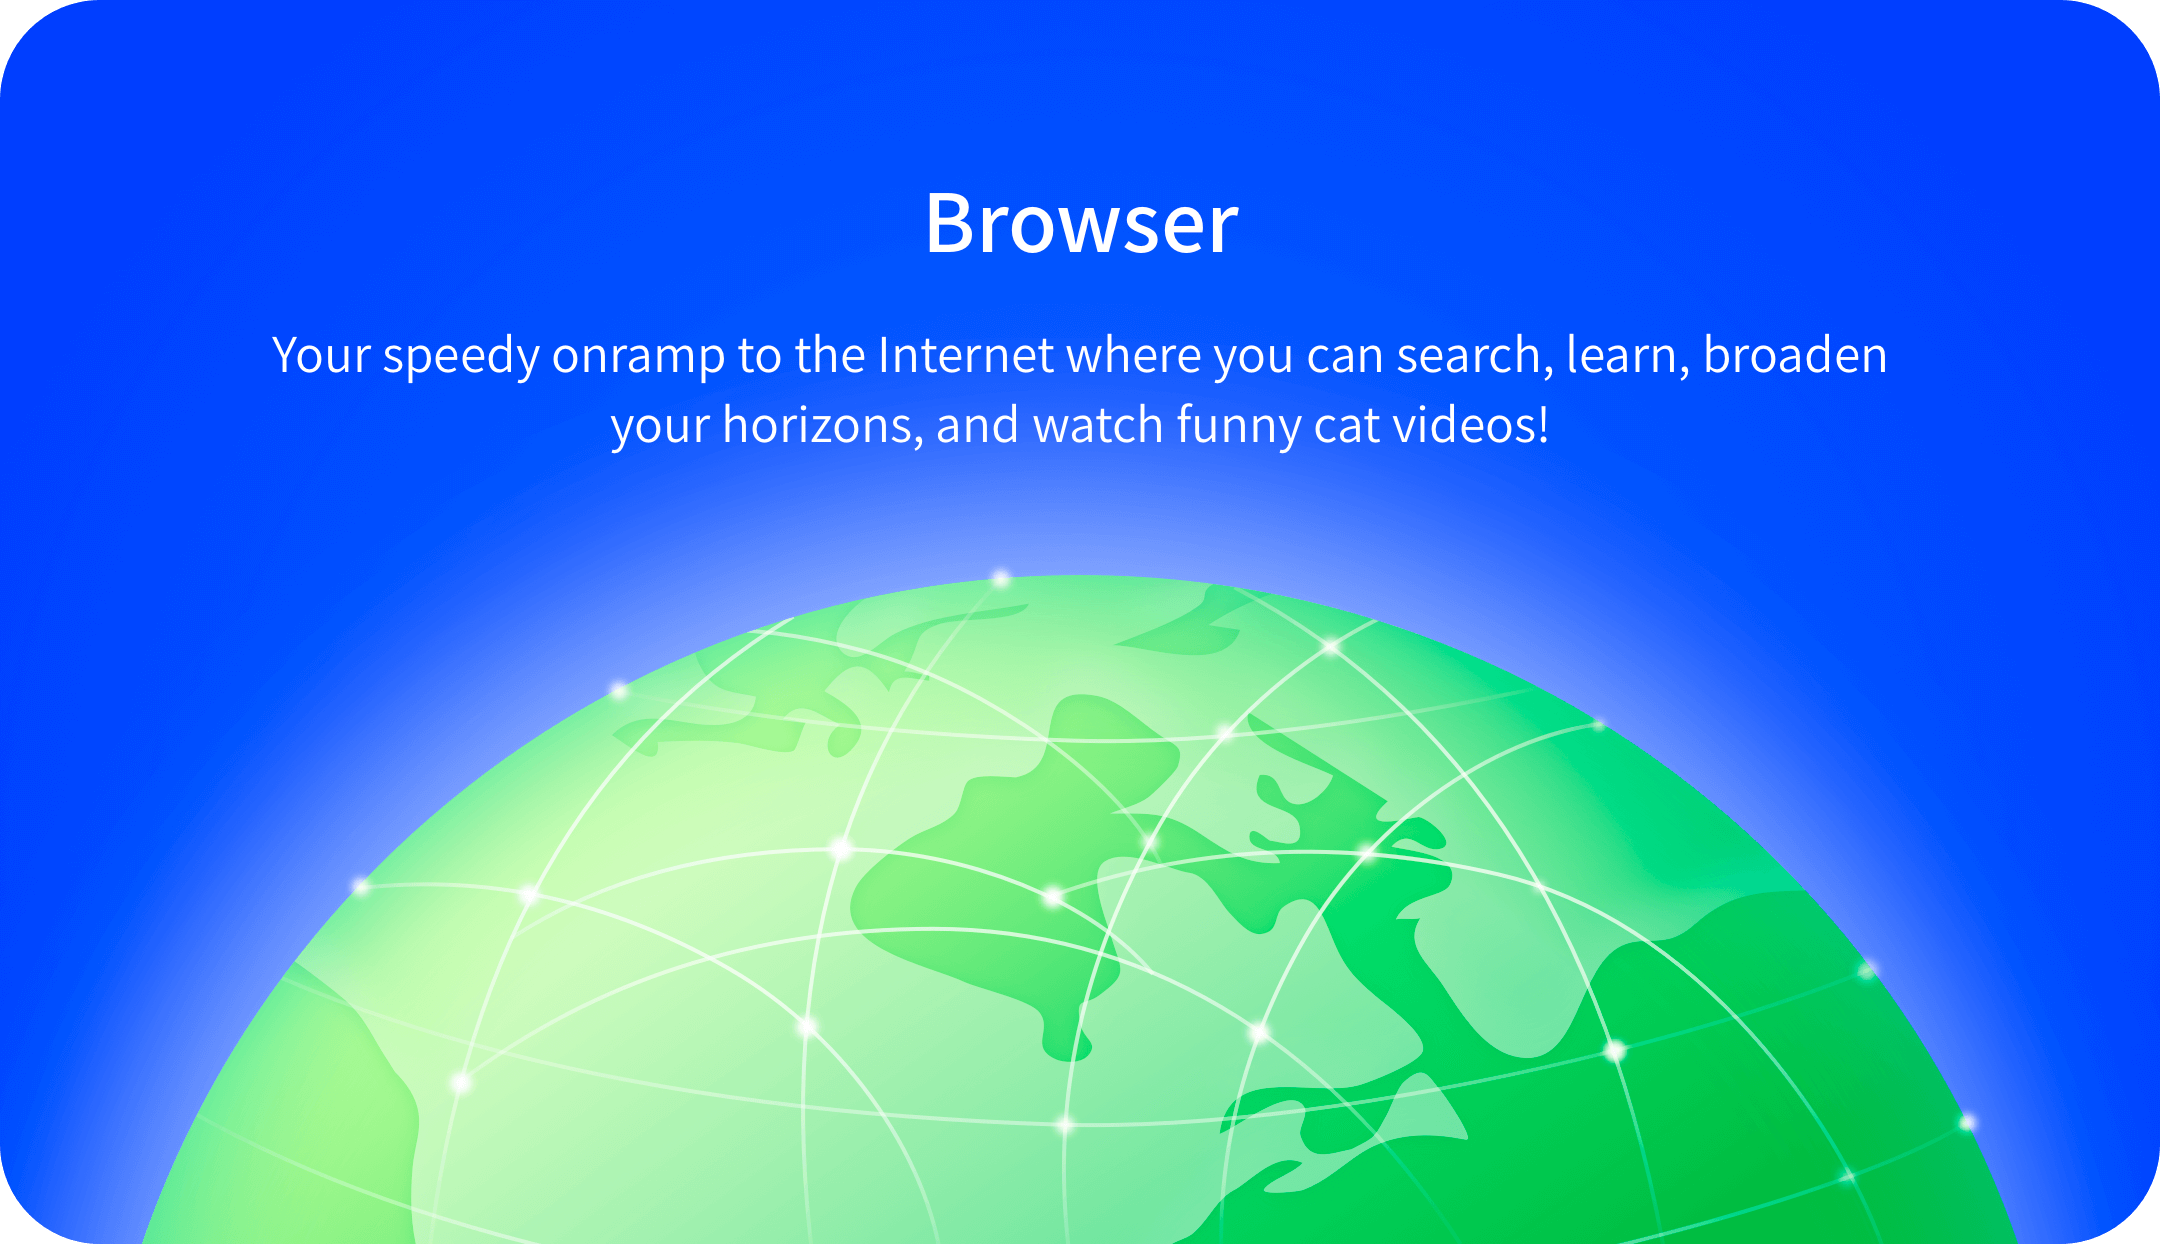 Browser
Your speedy onramp to the Internet where you can search, learn, broaden
your horizons, and watch funny cat videos!